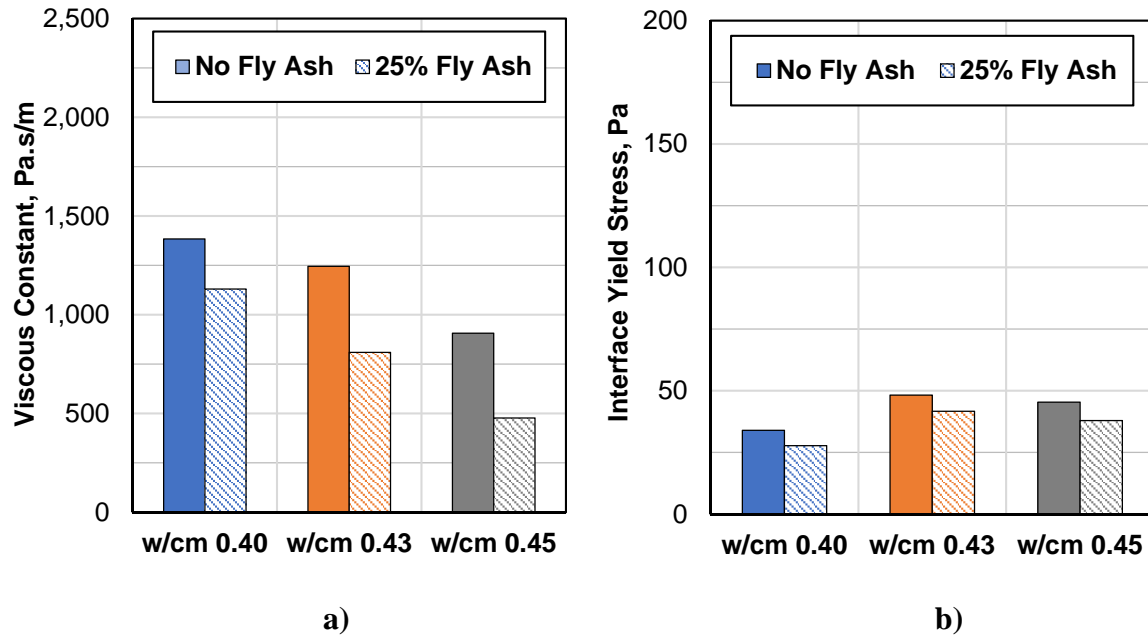 Viscous Constant, Pa.s/m
2,500
2,000
1,500
1,000
500
0
No Fly Ash 25% Fly Ash
w/cm 0.40 w/cm 0.43 w/cm 0.45
a)
Interface Yield Stress, Pa
200
150
100
50
0
No Fly Ash 25% Fly Ash
w/cm 0.40 w/cm 0.43 w/cm 0.45
b)